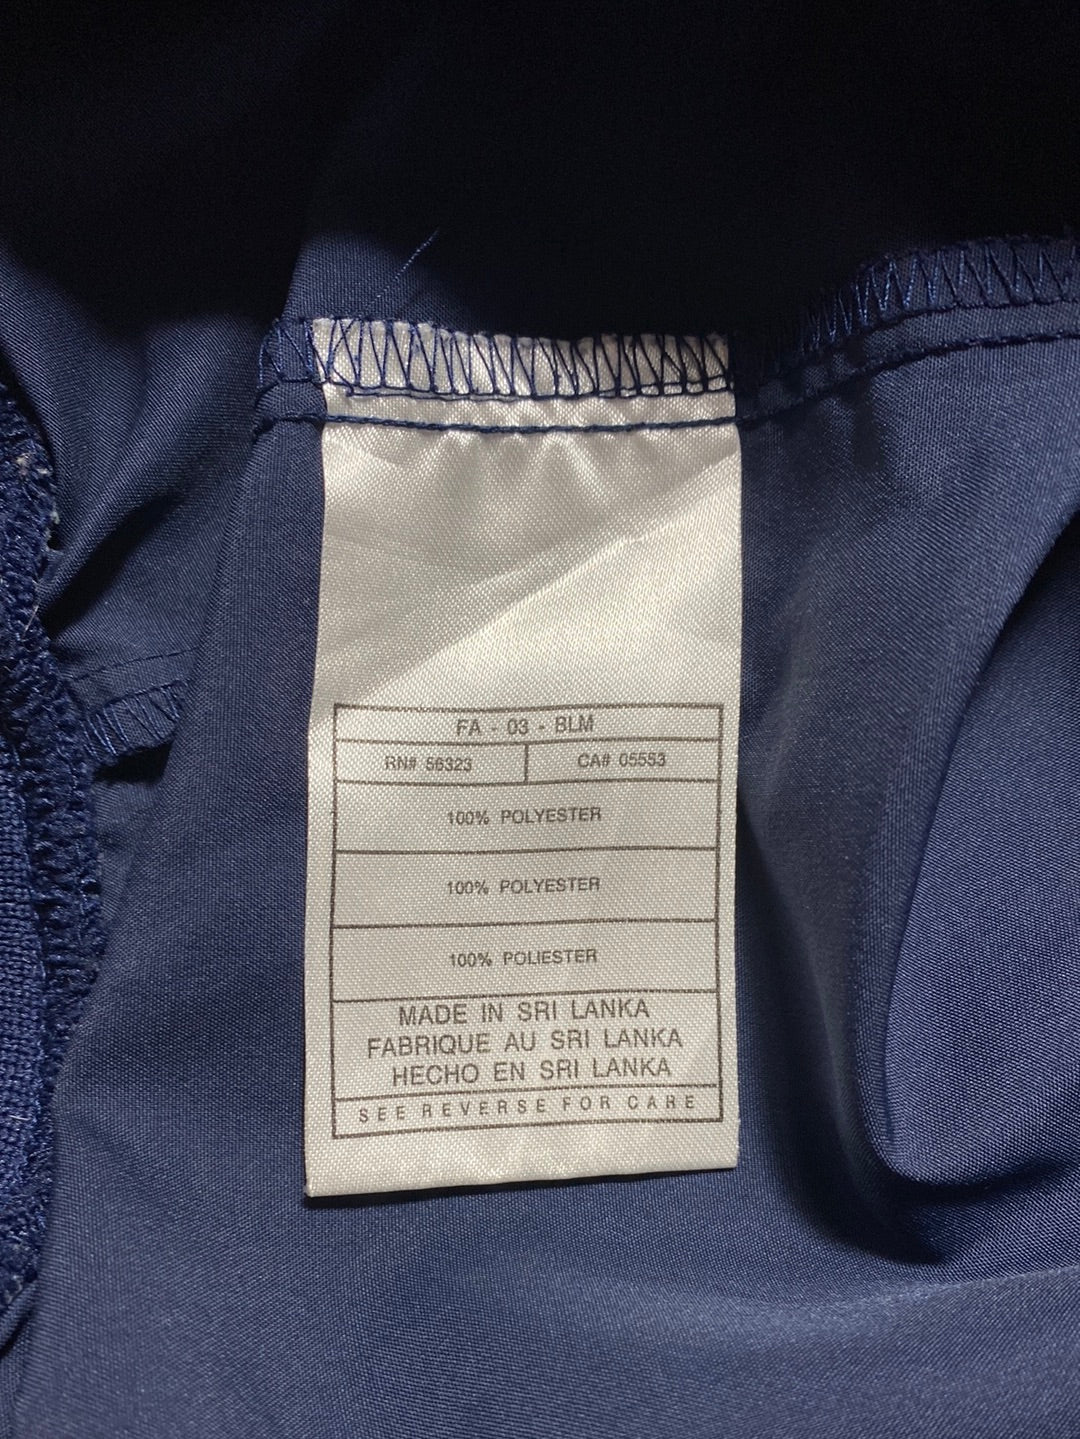 FA - 03 - BLM
RN# 56323 CA# 05553
100% POLYESTER
100% POLYESTER
100% POLIESTER
MADE IN SRI LANKA
FABRIQUE AU SRI LANKA
HECHO EN SRI LANKA
SEE REVERSE FOR CARE